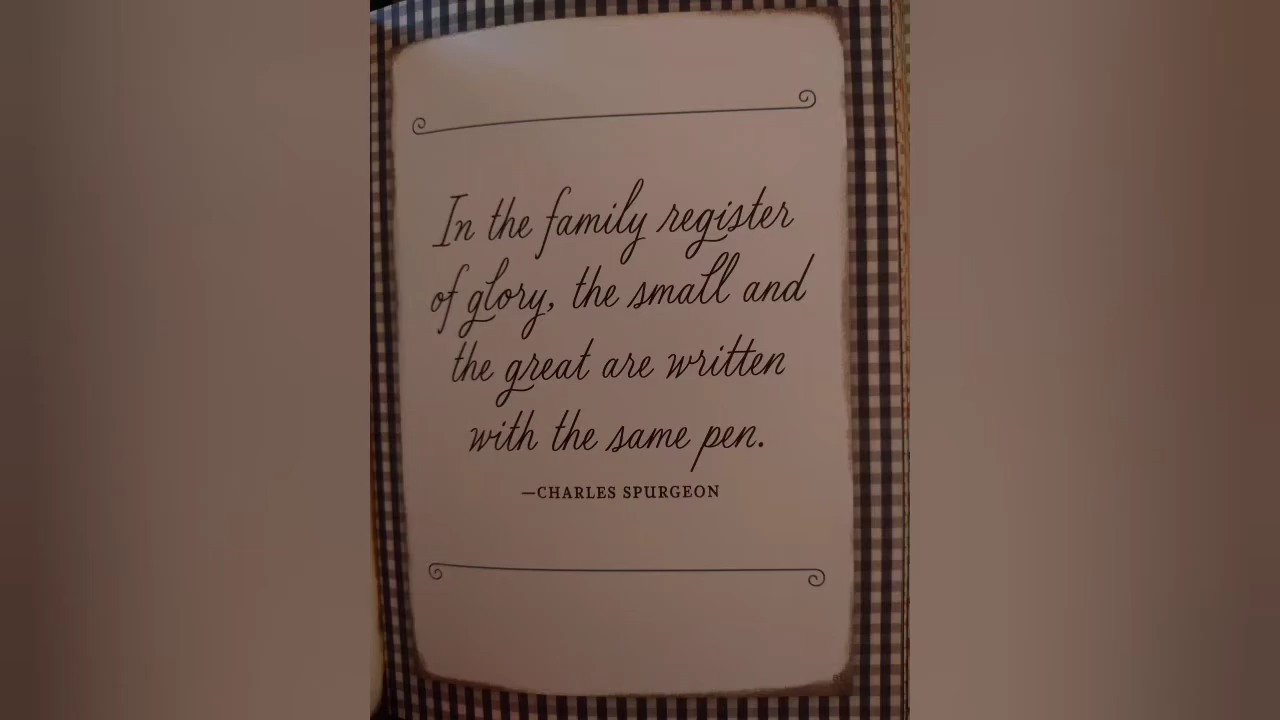 In the family register
of glory, the small and
the great are written
with the same pen.
—CHARLES SPURGEON